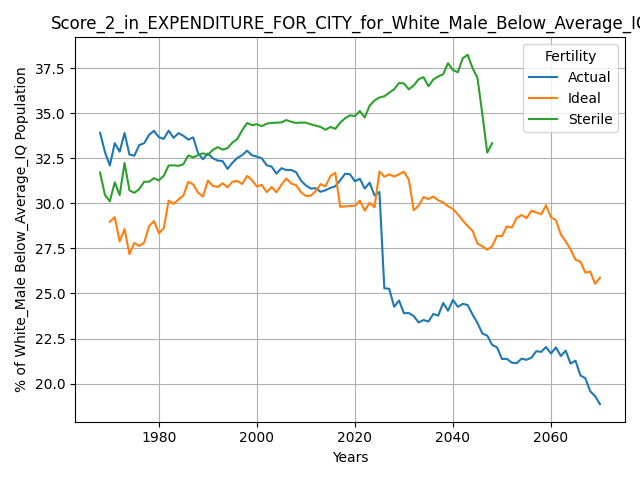 Score_2_in_EXPENDITURE_FOR_CITY_for_White_Male_Below_Average_IQ
% of White_Male Below_Average_IQ Population
37.5
35.0
32.5
30.0
27.5
25.0
22.5
20.0
Fertility
Actual
Ideal
Sterile
1980
2000
2020
2040
2060
Years